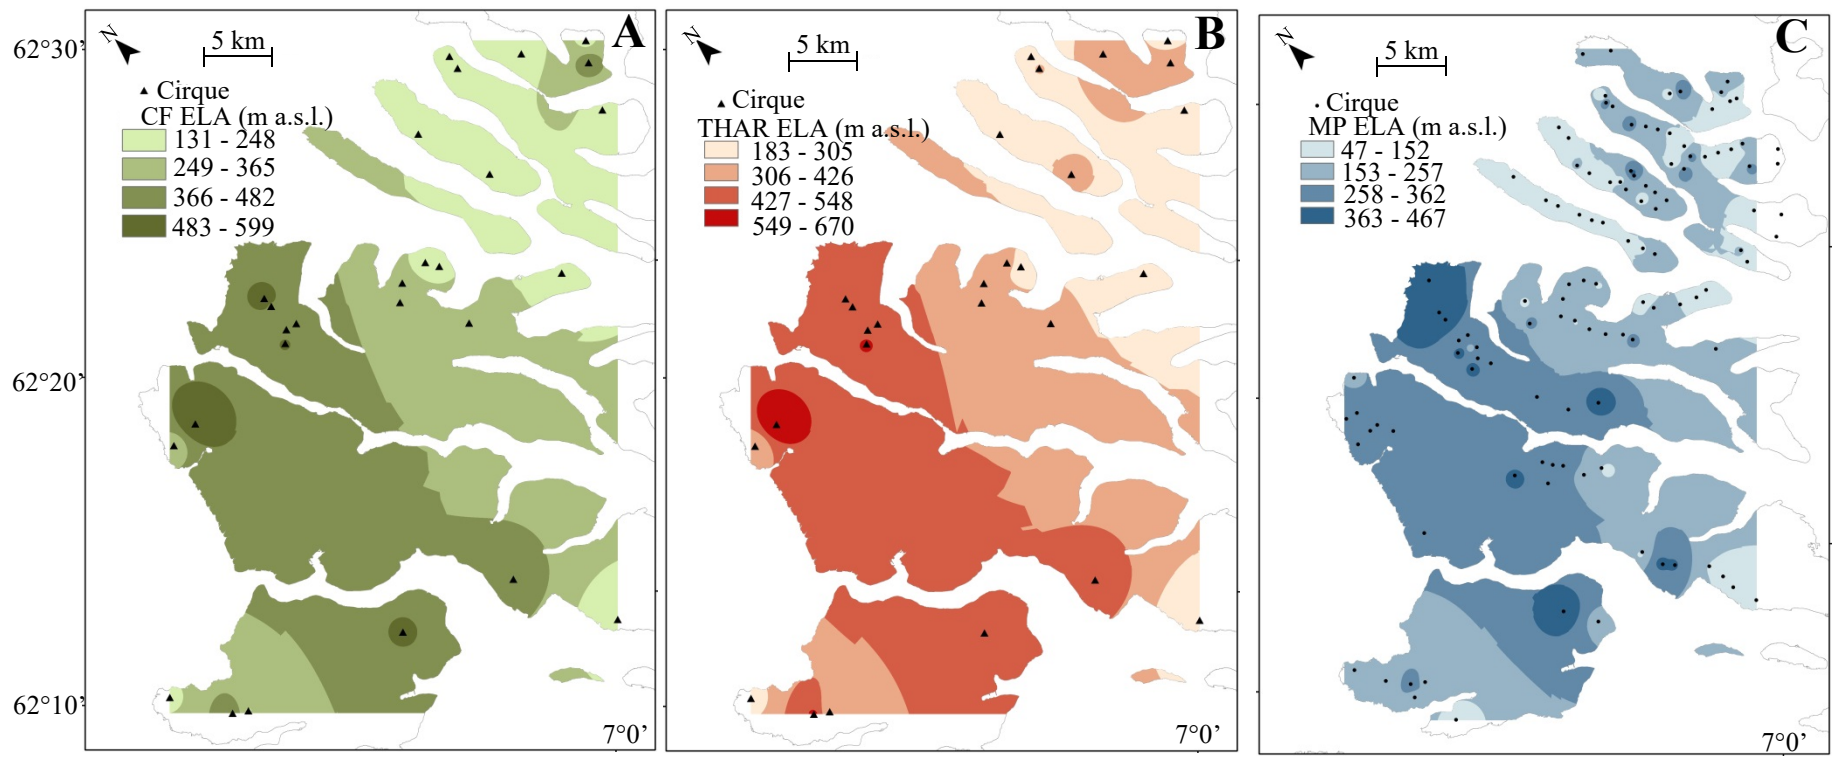 N
5 km
A
Cirque
CF ELA (m a.s.l.)
131 - 248
249 - 365
366 - 482
483 - 599
62°30'
62°20'
62°10'
7°0’
5 km
B
Cirque
THAR ELA (m a.s.l.)
183 - 305
306 - 426
427 - 548
549 - 670
7°0’
N
5 km
C
Cirque
MP ELA (m a.s.l.)
47 - 152
153 - 257
258 - 362
363 - 467
7°0’